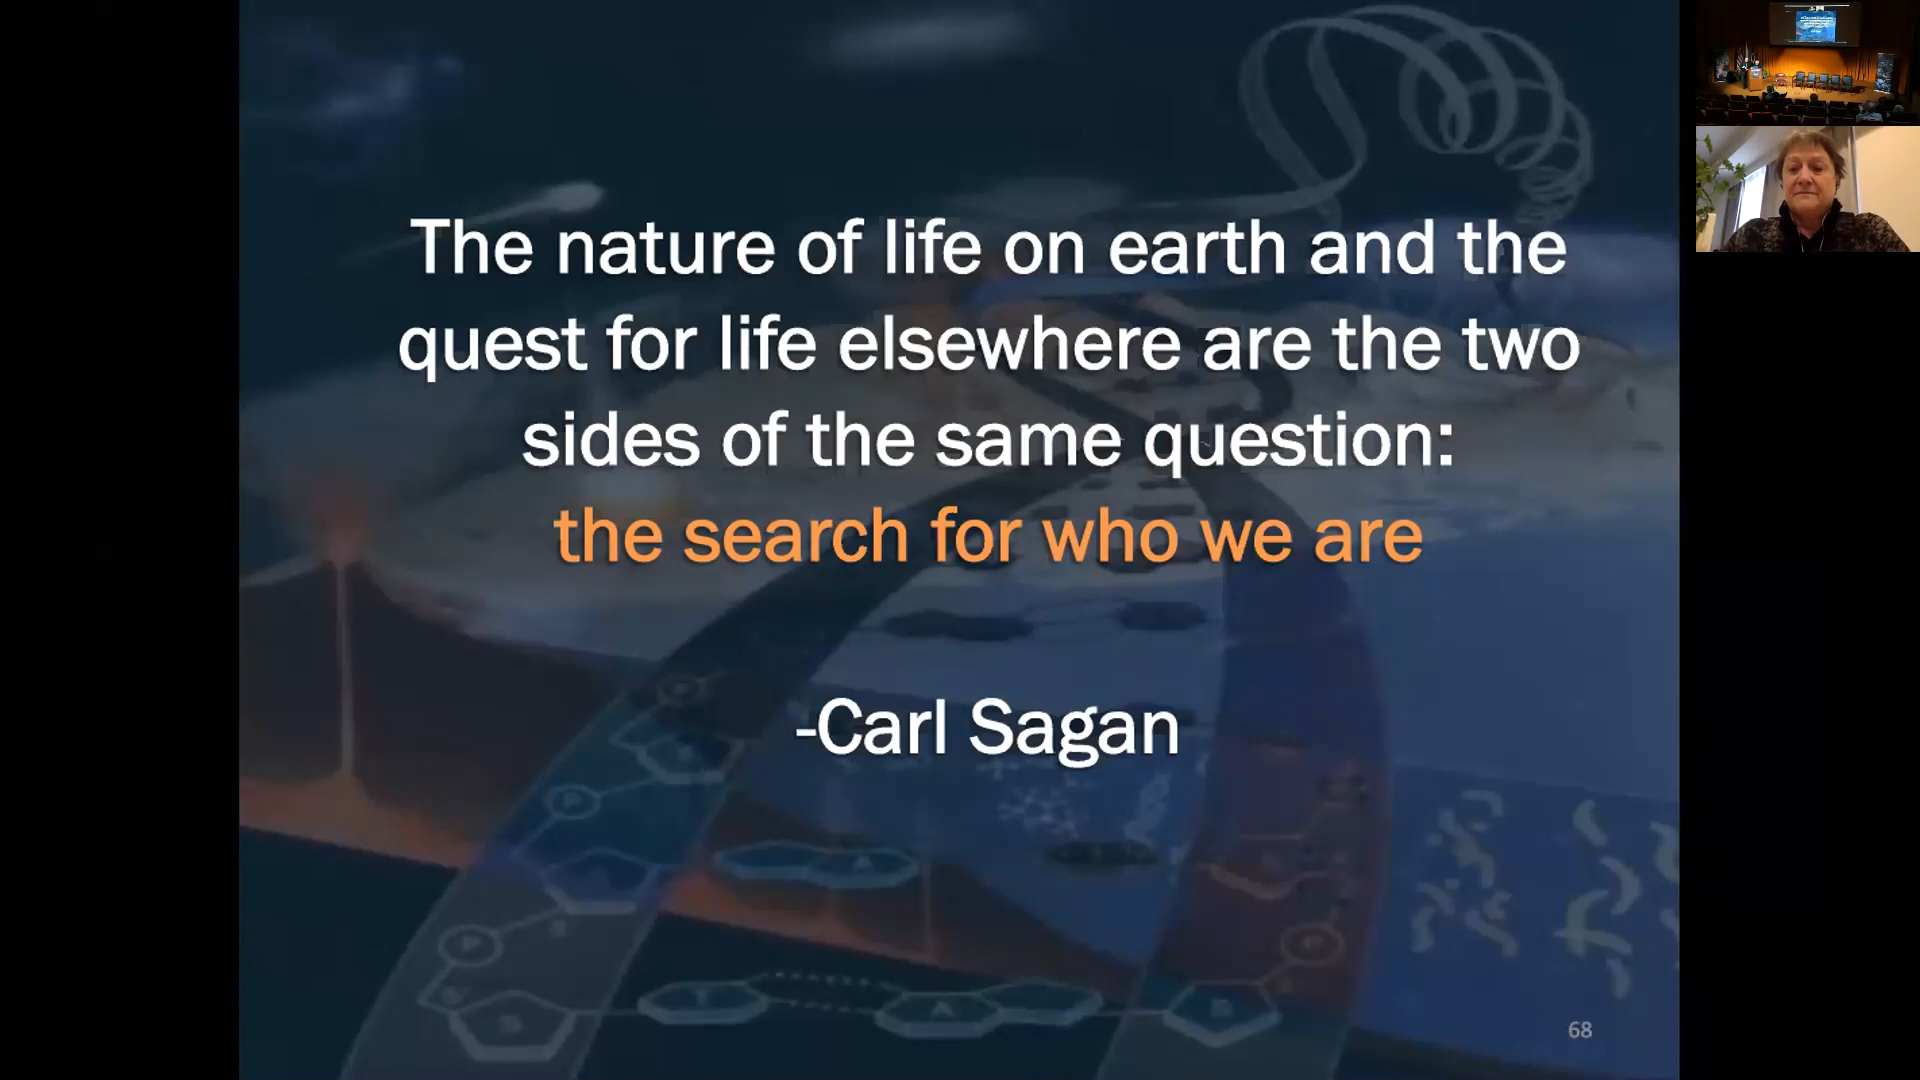 The nature of life on earth and the
quest for life elsewhere are the two
sides of the same question:
the search for who we are
-Carl Sagan
P
P
A
P
P
S
T
A
S
68